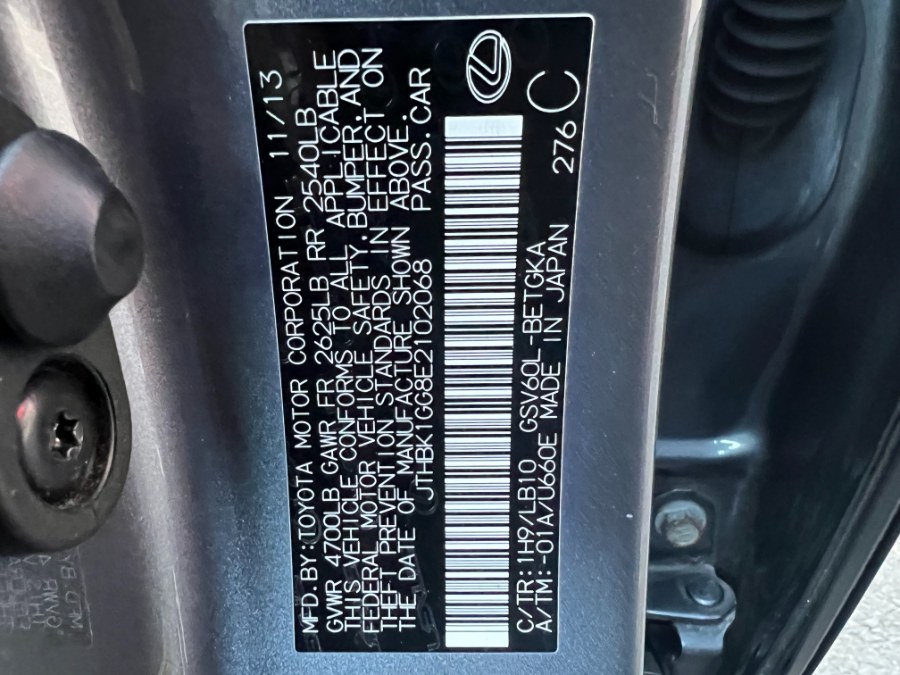 MFD.BY:TOYOTA MOTOR CORPORATION 11/13
GVWR 4700LB GAWR FR 2625LB RR 2540LB
THIS VEHICLE CONFORMS TO ALL APPLICABLE
FEDERAL MOTOR VEHICLE SAFETY, BUMPER, AND
THEFT PREVENTION STANDARDS IN EFFECT ON
THE DATE OF MANUFACTURE SHOWN ABOVE.
JTHBK1GG8E2102068 PASS.CAR
C/TR:1H9/LB10 GSV60L-BETGKA 276 C
A/TM:-01A/U660E MADE IN JAPAN